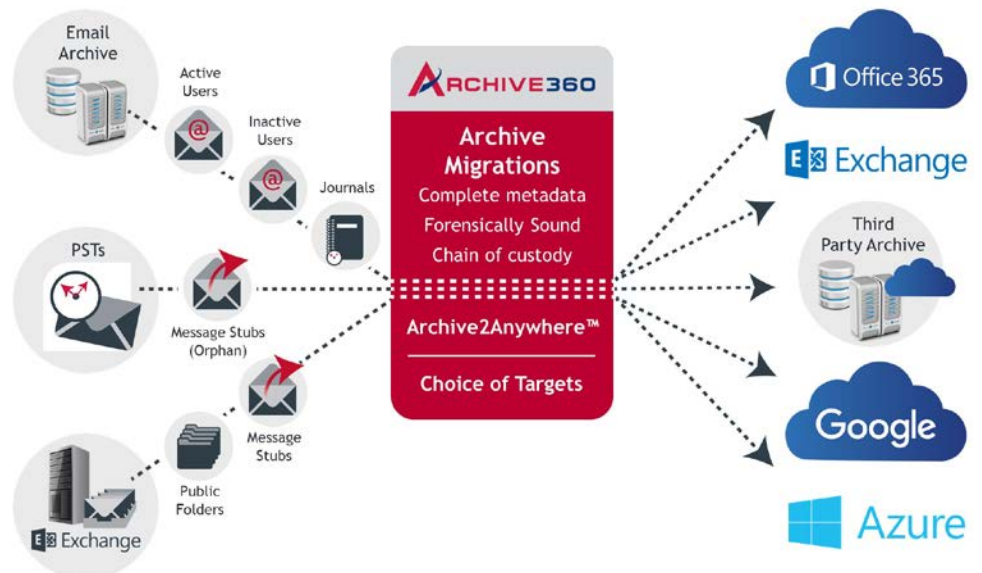 Email
Archive
Active
Users
@
Inactive
Users
@
Journals
PSTs
Message Stubs
(Orphan)
Message
Stubs
Public
Folders
E Exchange
ARCHIVE360
Archive
Migrations
Complete metadata
Forensically Sound
Chain of custody
Archive2Anywhere™
Choice of Targets
Office 365
E Exchange
Third
Party Archive
Google
Azure